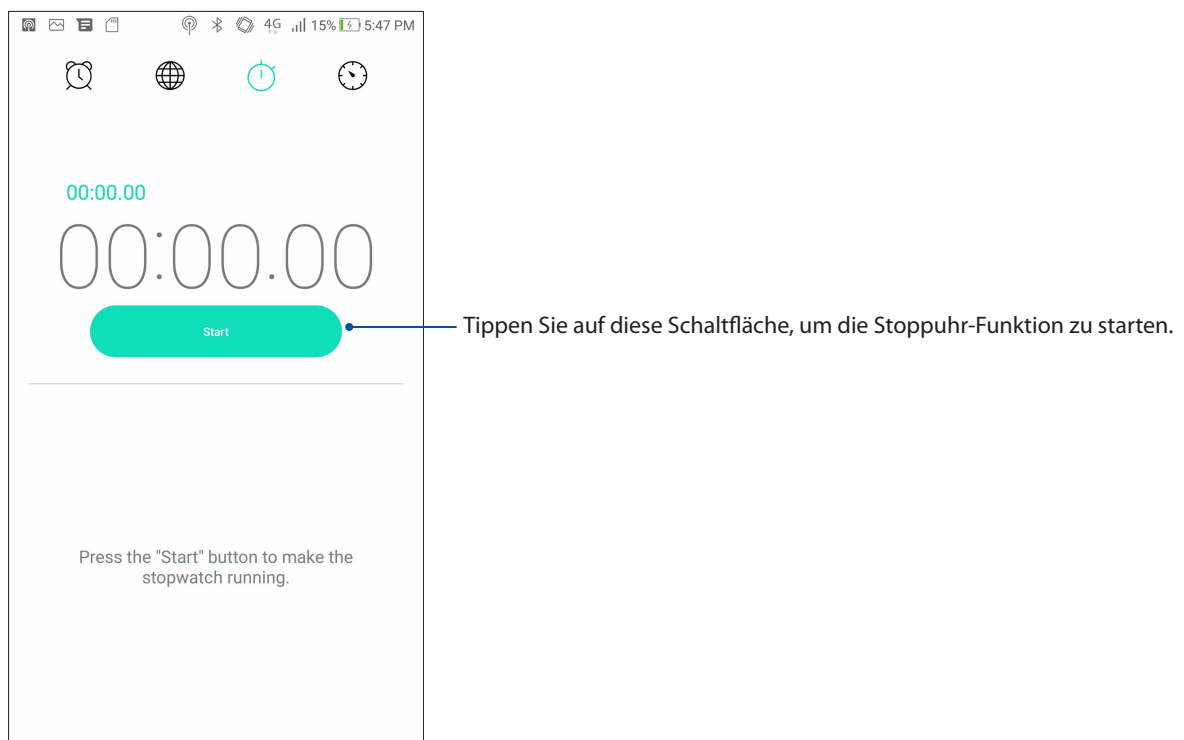 4G 15% 5:47 PM
00:00.00
00:00.00
Start
Tippen Sie auf diese Schaltfläche, um die Stoppuhr-Funktion zu starten.
Press the "Start" button to make the
stopwatch running.